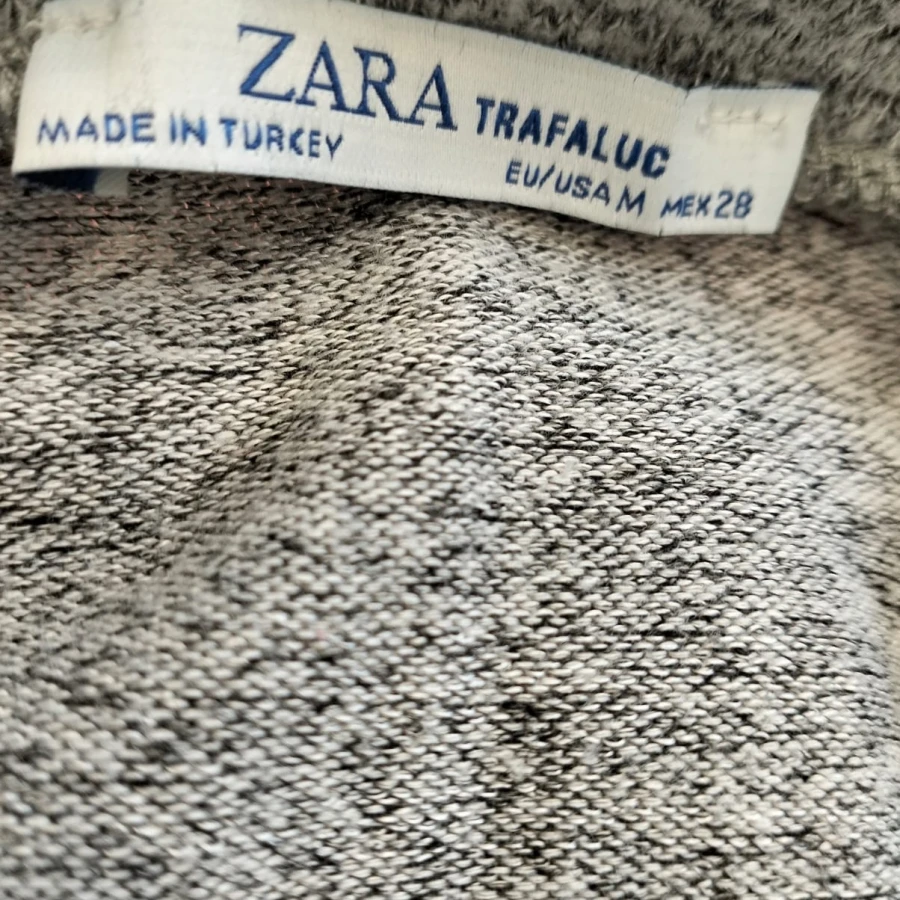 ZARA TRAFALUC
MADE IN TURKEY
EU/USA M MEX 28